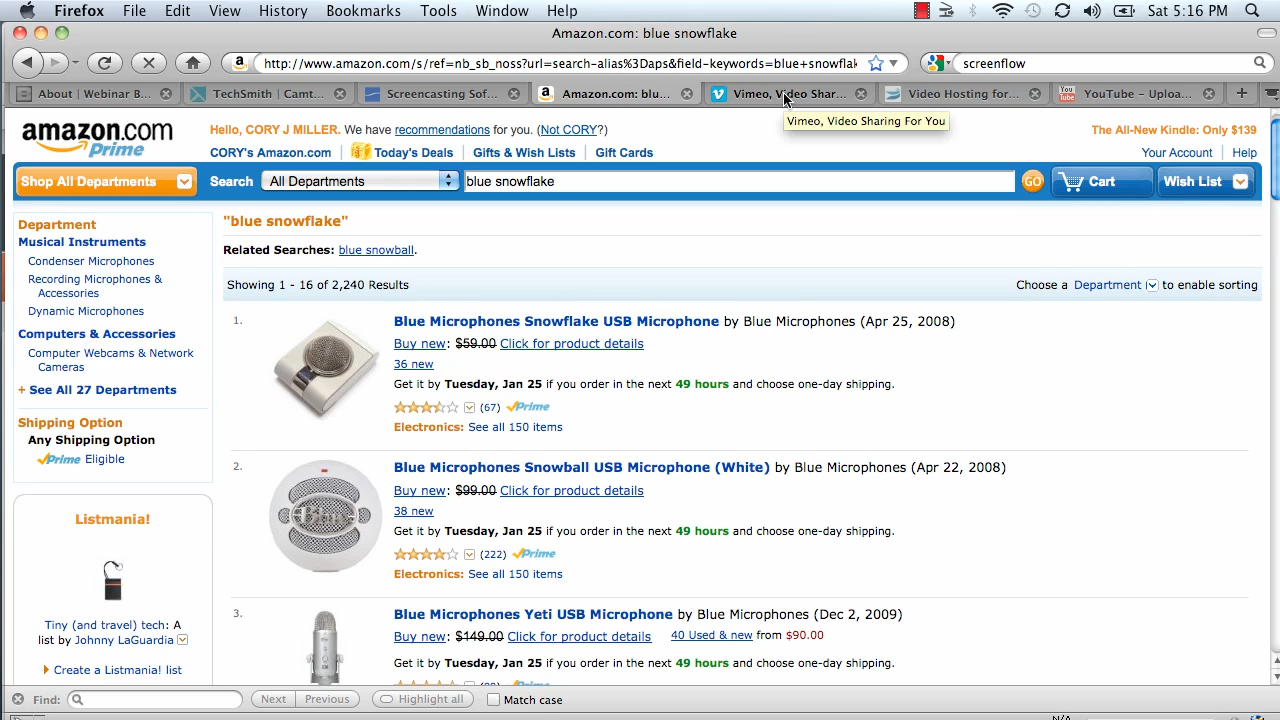 Firefox File Edit View History Bookmarks Tools Window Help Sat 5:16 PM
Amazon.com: blue snowflake
http://www.amazon.com/s/ref=nb_sb_noss?url=search-alias%3Daps&field-keywords=blue+snowflak screenflow
About | Webinar B... TechSmith | Camt... Screencasting Sof... Amazon.com: blu... Vimeo, Video Shar... Video Hosting for... YouTube - Uploa...
Vimeo, Video Sharing For You
amazon.com Prime
Hello, CORY J MILLER. We have recommendations for you. (Not CORY?) The All-New Kindle: Only $139
CORY's Amazon.com Today's Deals Gifts & Wish Lists Gift Cards Your Account Help
Shop All Departments Search All Departments blue snowflake GO Cart Wish List
Department
Musical Instruments
Condenser Microphones
Recording Microphones &
Accessories
Dynamic Microphones
Computers & Accessories
Computer Webcams & Network
Cameras
+ See All 27 Departments
Shipping Option
Any Shipping Option
Prime Eligible
Listmania!
Tiny (and travel) tech: A
list by Johnny LaGuardia
Create a Listmania! list
"blue snowflake"
Related Searches: blue snowball.
Showing 1 - 16 of 2,240 Results Choose a Department to enable sorting
1. Blue Microphones Snowflake USB Microphone by Blue Microphones (Apr 25, 2008)
Buy new: $59.00 Click for product details
36 new
Get it by Tuesday, Jan 25 if you order in the next 49 hours and choose one-day shipping.
(67) Prime
Electronics: See all 150 items
2. Blue Microphones Snowball USB Microphone (White) by Blue Microphones (Apr 22, 2008)
Buy new: $99.00 Click for product details
38 new
Get it by Tuesday, Jan 25 if you order in the next 49 hours and choose one-day shipping.
(222) Prime
Electronics: See all 150 items
3. Blue Microphones Yeti USB Microphone by Blue Microphones (Dec 2, 2009)
Buy new: $149.00 Click for product details 40 Used & new from $90.00
Get it by Tuesday, Jan 25 if you order in the next 49 hours and choose one-day shipping.
Find: Next Previous Highlight all Match case